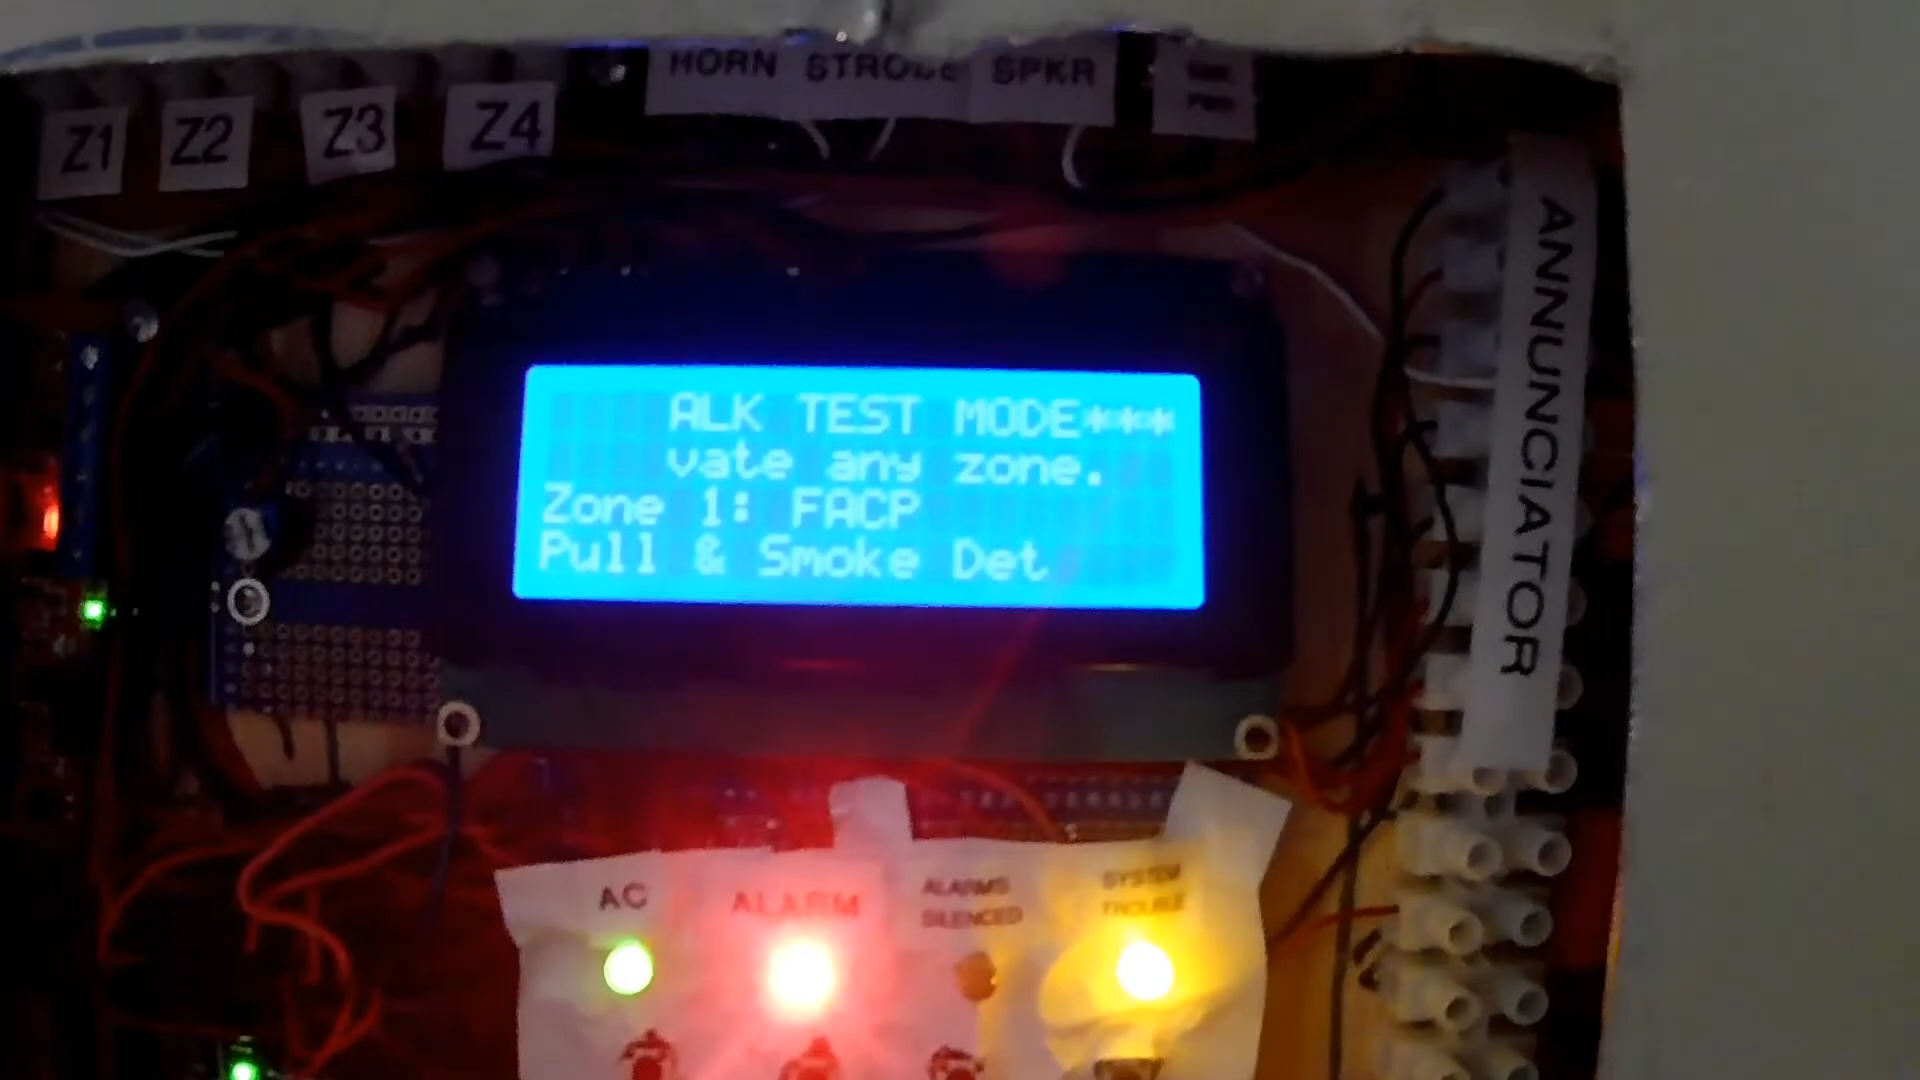 HORN STROBE SPKR
Z1 Z2 Z3 Z4
ANNUNCIATOR
ALK TEST MODE***
vate any zone.
Zone 1: FACP
Pull & Smoke Det
AC
ALARM
ALARMS
SILENCED
SYSTEM
TROUBLE